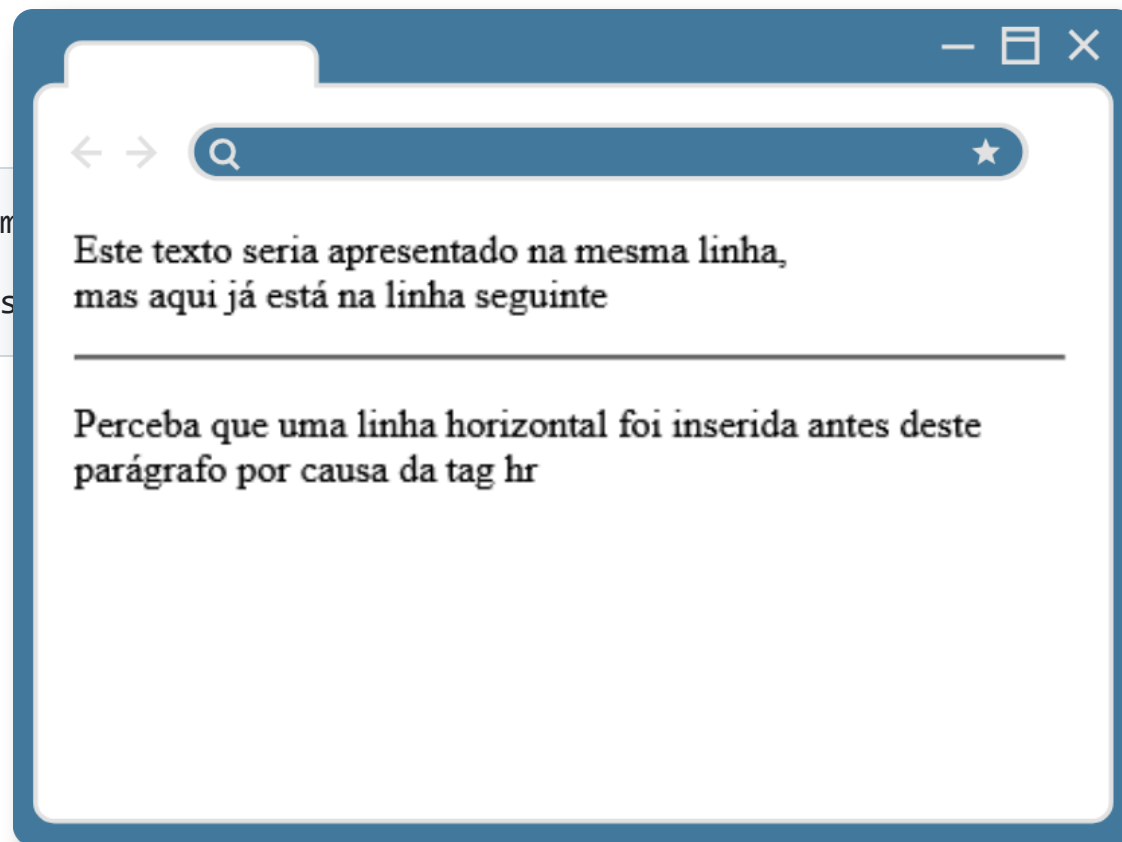 Este texto seria apresentado na mesma linha,
mas aqui já está na linha seguinte
Perceba que uma linha horizontal foi inserida antes deste
parágrafo por causa da tag hr